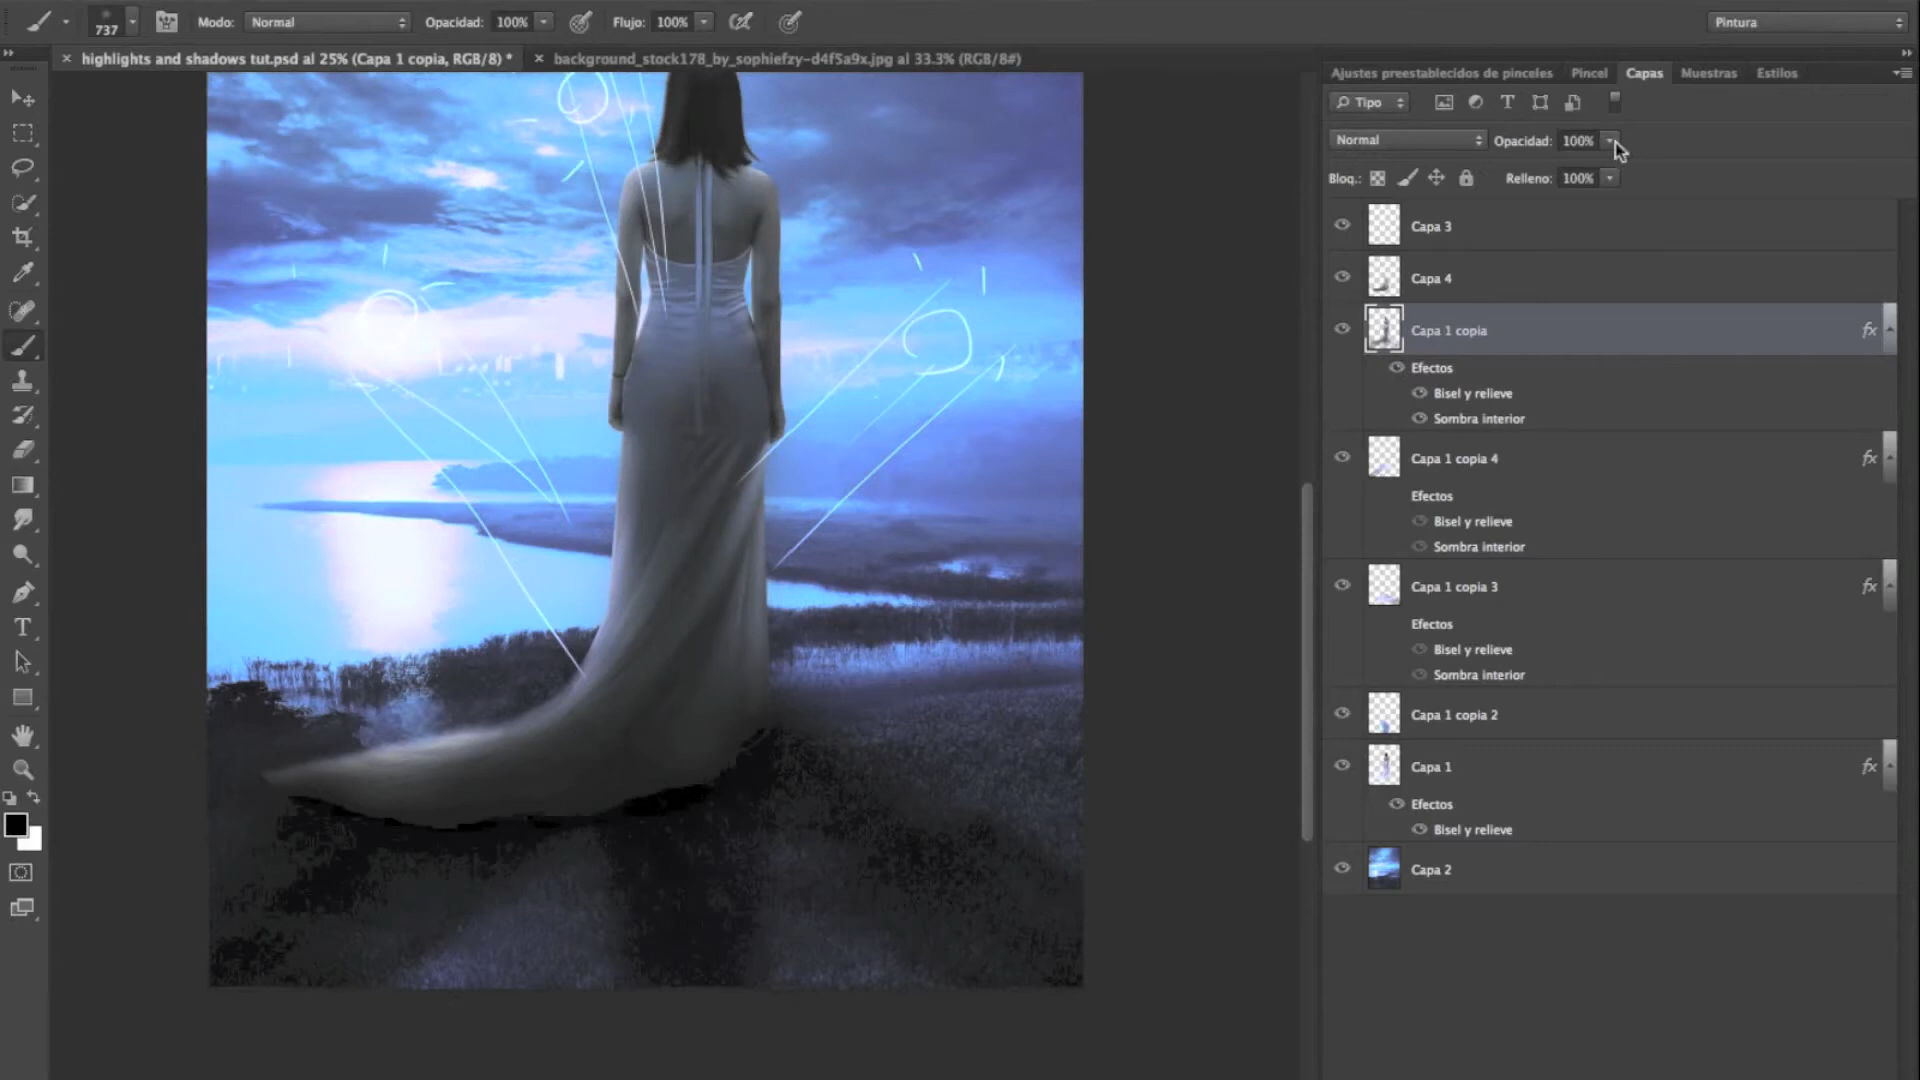 737
Modo: Normal Opacidad: 100% Flujo: 100% Pintura
highlights and shadows tut.psd al 25% (Capa 1 copia, RGB/8) * background_stock178_by_sophiefzy-d4f5a9x.jpg al 33.3% (RGB/8#)
Ajustes preestablecidos de pinceles Pincel Capas Muestras Estilos
Tipo
Normal Opacidad: 100%
Bloq.: Relleno: 100%
Capa 3
Capa 4
Capa 1 copia fx
Efectos
Bisel y relieve
Sombra interior
Capa 1 copia 4 fx
Efectos
Bisel y relieve
Sombra interior
Capa 1 copia 3 fx
Efectos
Bisel y relieve
Sombra interior
Capa 1 copia 2
Capa 1 fx
Efectos
Bisel y relieve
Capa 2